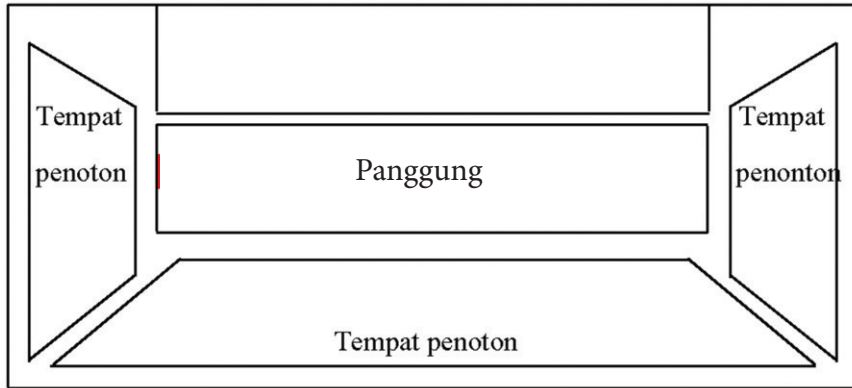 Tempat
penoton
Panggung
Tempat
penonton
Tempat penoton